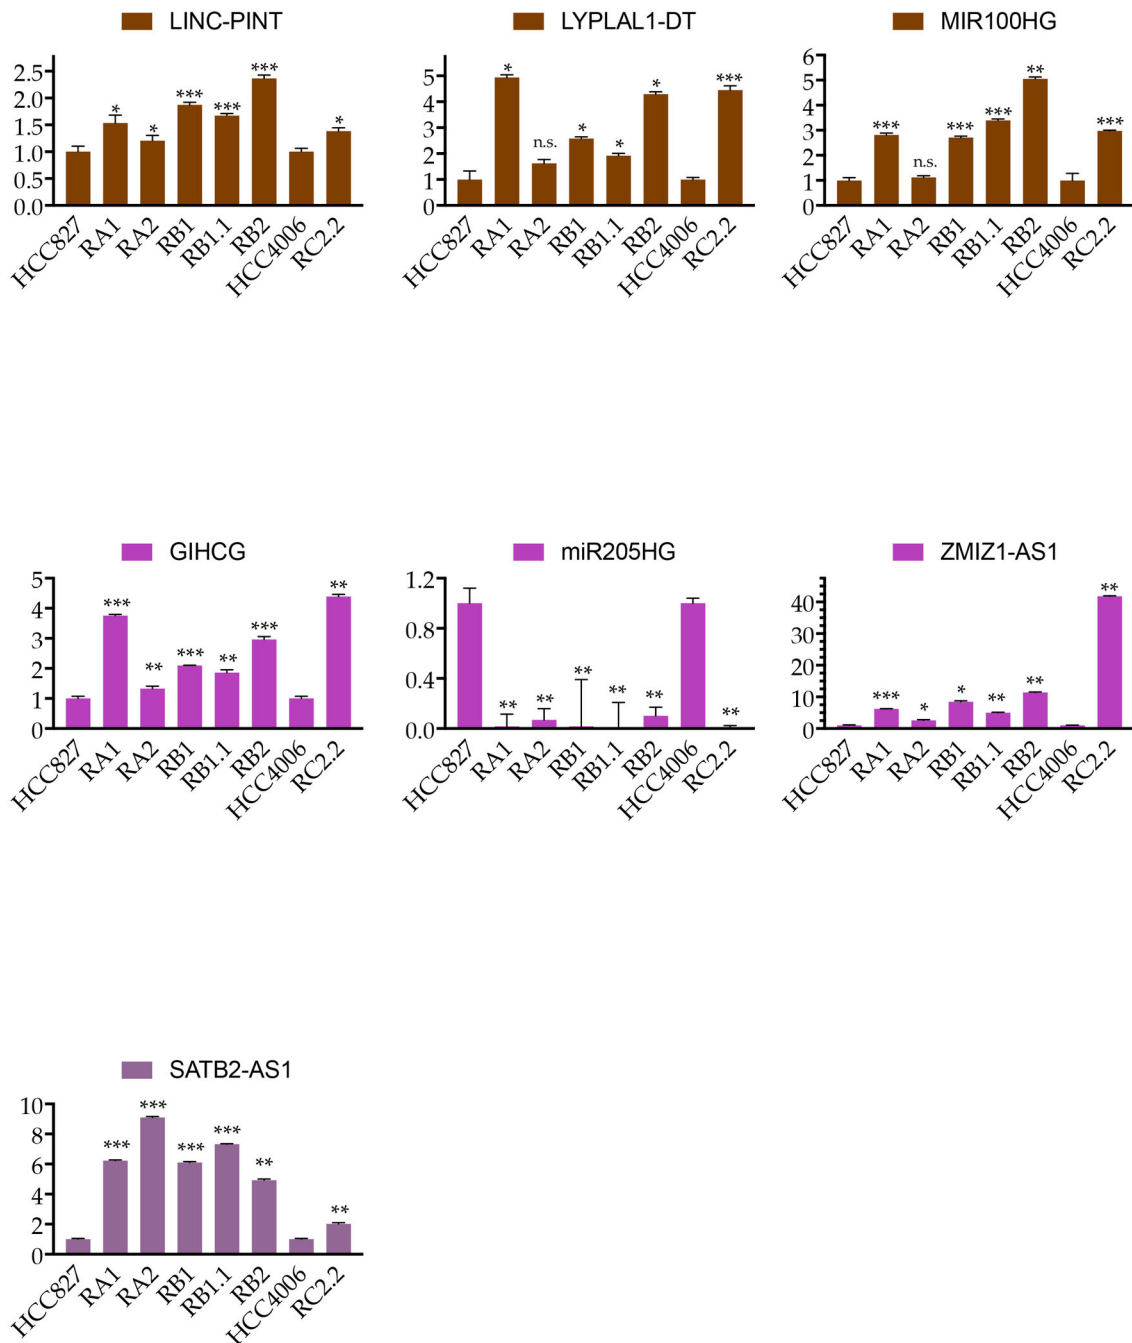 LINC-PINT
LYPLAL1-DT
MIR100HG
2.5
2.0
1.5
1.0
0.5
0.0
* * *** *** *** *
HCC827 RA1 RA2 RB1 RB1.1 RB2 HCC4006 RC2.2
5
4
3
2
1
0
* n.s. * * * ***
HCC827 RA1 RA2 RB1 RB1.1 RB2 HCC4006 RC2.2
6
5
4
3
2
1
0
*** n.s. *** *** ** ***
HCC827 RA1 RA2 RB1 RB1.1 RB2 HCC4006 RC2.2
GIHCG
miR205HG
ZMIZ1-AS1
5
4
3
2
1
0
*** ** *** ** *** **
HCC827 RA1 RA2 RB1 RB1.1 RB2 HCC4006 RC2.2
1.2
0.8
0.4
0.0
** ** ** ** ** **
HCC827 RA1 RA2 RB1 RB1.1 RB2 HCC4006 RC2.2
40
30
20
10
0
*** * * ** ** **
HCC827 RA1 RA2 RB1 RB1.1 RB2 HCC4006 RC2.2
SATB2-AS1
10
8
6
4
2
0
*** *** *** *** ** **
HCC827 RA1 RA2 RB1 RB1.1 RB2 HCC4006 RC2.2